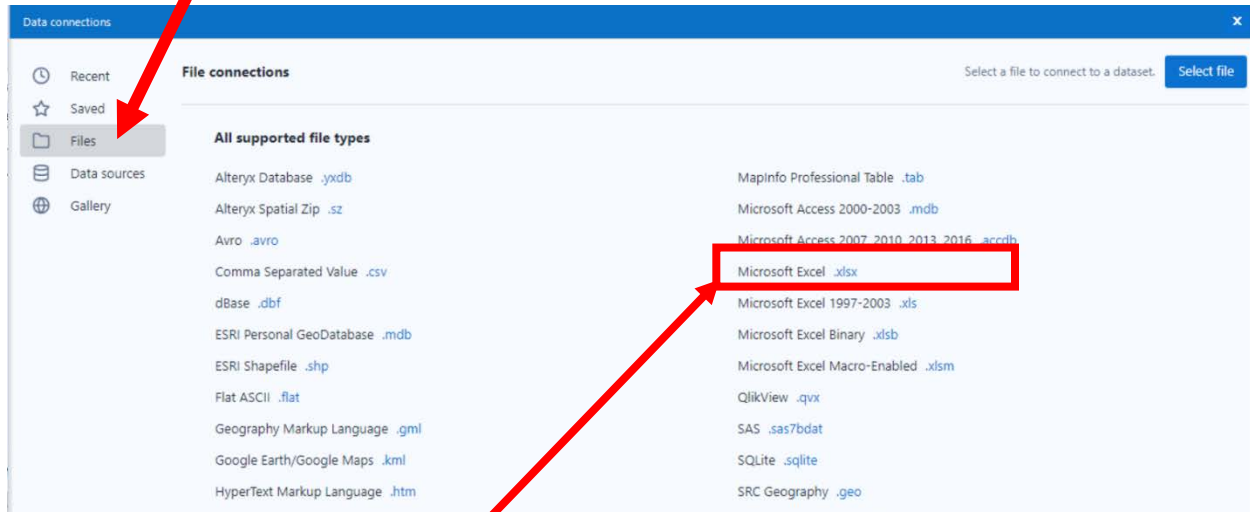 Data connections x
Recent
Saved
Files
Data sources
Gallery
File connections
Select a file to connect to a dataset. Select file
All supported file types
Alteryx Database .yxdb
Alteryx Spatial Zip .sz
Avro .avro
Comma Separated Value .csv
dBase .dbf
ESRI Personal GeoDatabase .mdb
ESRI Shapefile .shp
Flat ASCII .flat
Geography Markup Language .gml
Google Earth/Google Maps .kml
HyperText Markup Language .htm
MapInfo Professional Table .tab
Microsoft Access 2000-2003 .mdb
Microsoft Access 2007, 2010, 2013, 2016 .accdb
Microsoft Excel .xlsx
Microsoft Excel 1997-2003 .xls
Microsoft Excel Binary .xlsb
Microsoft Excel Macro-Enabled .xlsm
QlikView .qvx
SAS .sas7bdat
SQLite .sqlite
SRC Geography .geo